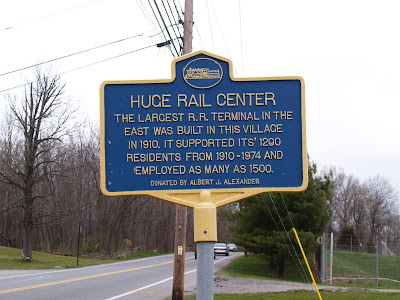 HUGE RAIL CENTER
THE LARGEST R.R. TERMINAL IN THE
EAST WAS BUILT IN THIS VILLAGE
IN 1910. IT SUPPORTED ITS' 1290
RESIDENTS FROM 1910-1974 AND
EMPLOYED AS MANY AS 1500.
DONATED BY ALBERT J. ALEXANDER